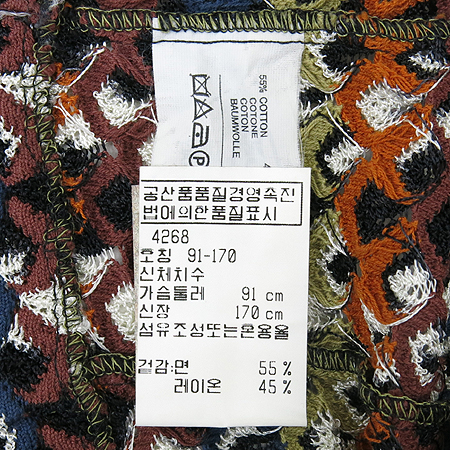 55% COTTON
COTONE
COTON
BAUMWOLLE
4
공산품품질경영촉진
법에의한품질표시
4268
호칭 91-170
신체치수
가슴둘레 91 cm
신장 170 cm
섬유조성또는혼용율
겉감:면 55 %
레이온 45 %